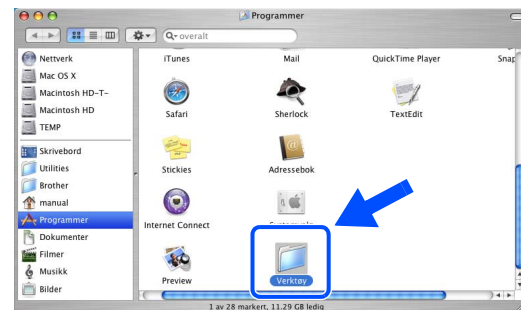 Programmer
overalt
Nettverk
Mac OS X
Macintosh HD-T-
Macintosh HD
TEMP
Skrivebord
Utilities
Brother
manual
Programmer
Dokumenter
Filmer
Musikk
Bilder
iTunes
Mail
QuickTime Player
Snap
Safari
Sherlock
TextEdit
Stickies
Adressebok
Internet Connect
Preview
Verktøy
1 av 28 markert, 11.29 GB ledig